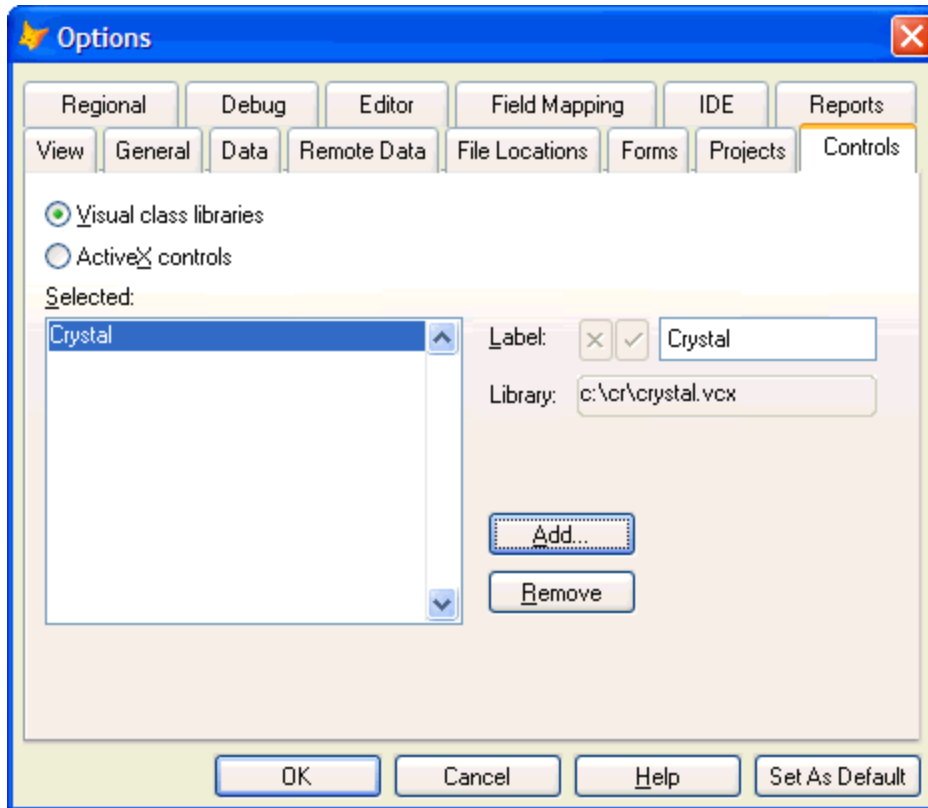 Options
Regional Debug Editor Field Mapping IDE Reports
View General Data Remote Data File Locations Forms Projects Controls
Visual class libraries
ActiveX controls
Selected:
Crystal
Label: Crystal
Library: c:\cr\crystal.vcx
Add...
Remove
OK Cancel Help Set As Default